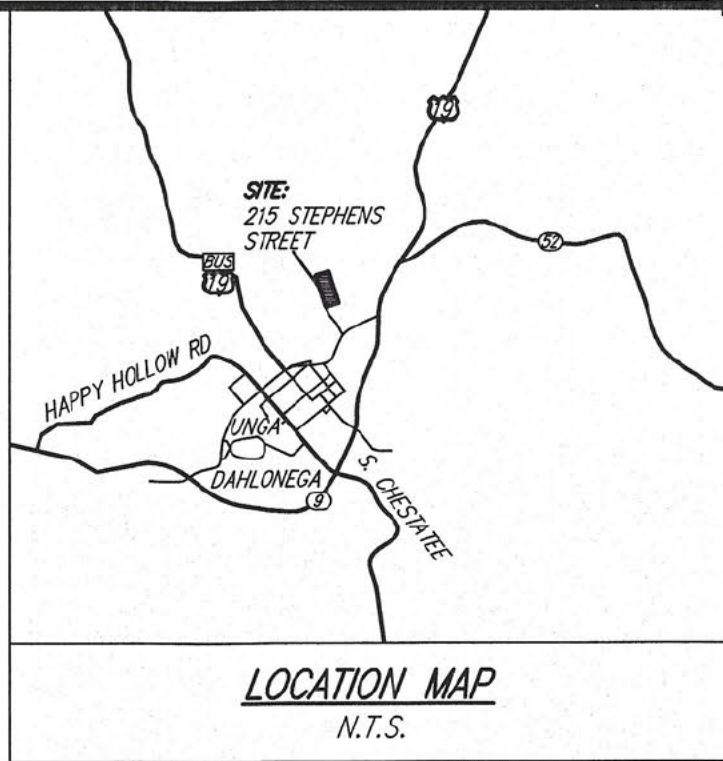 19
SITE:
215 STEPHENS
STREET
52
BUS
19
HAPPY HOLLOW RD
UNGA
DAHLONEGA
S. CHESTATEE
9
LOCATION MAP
N.T.S.